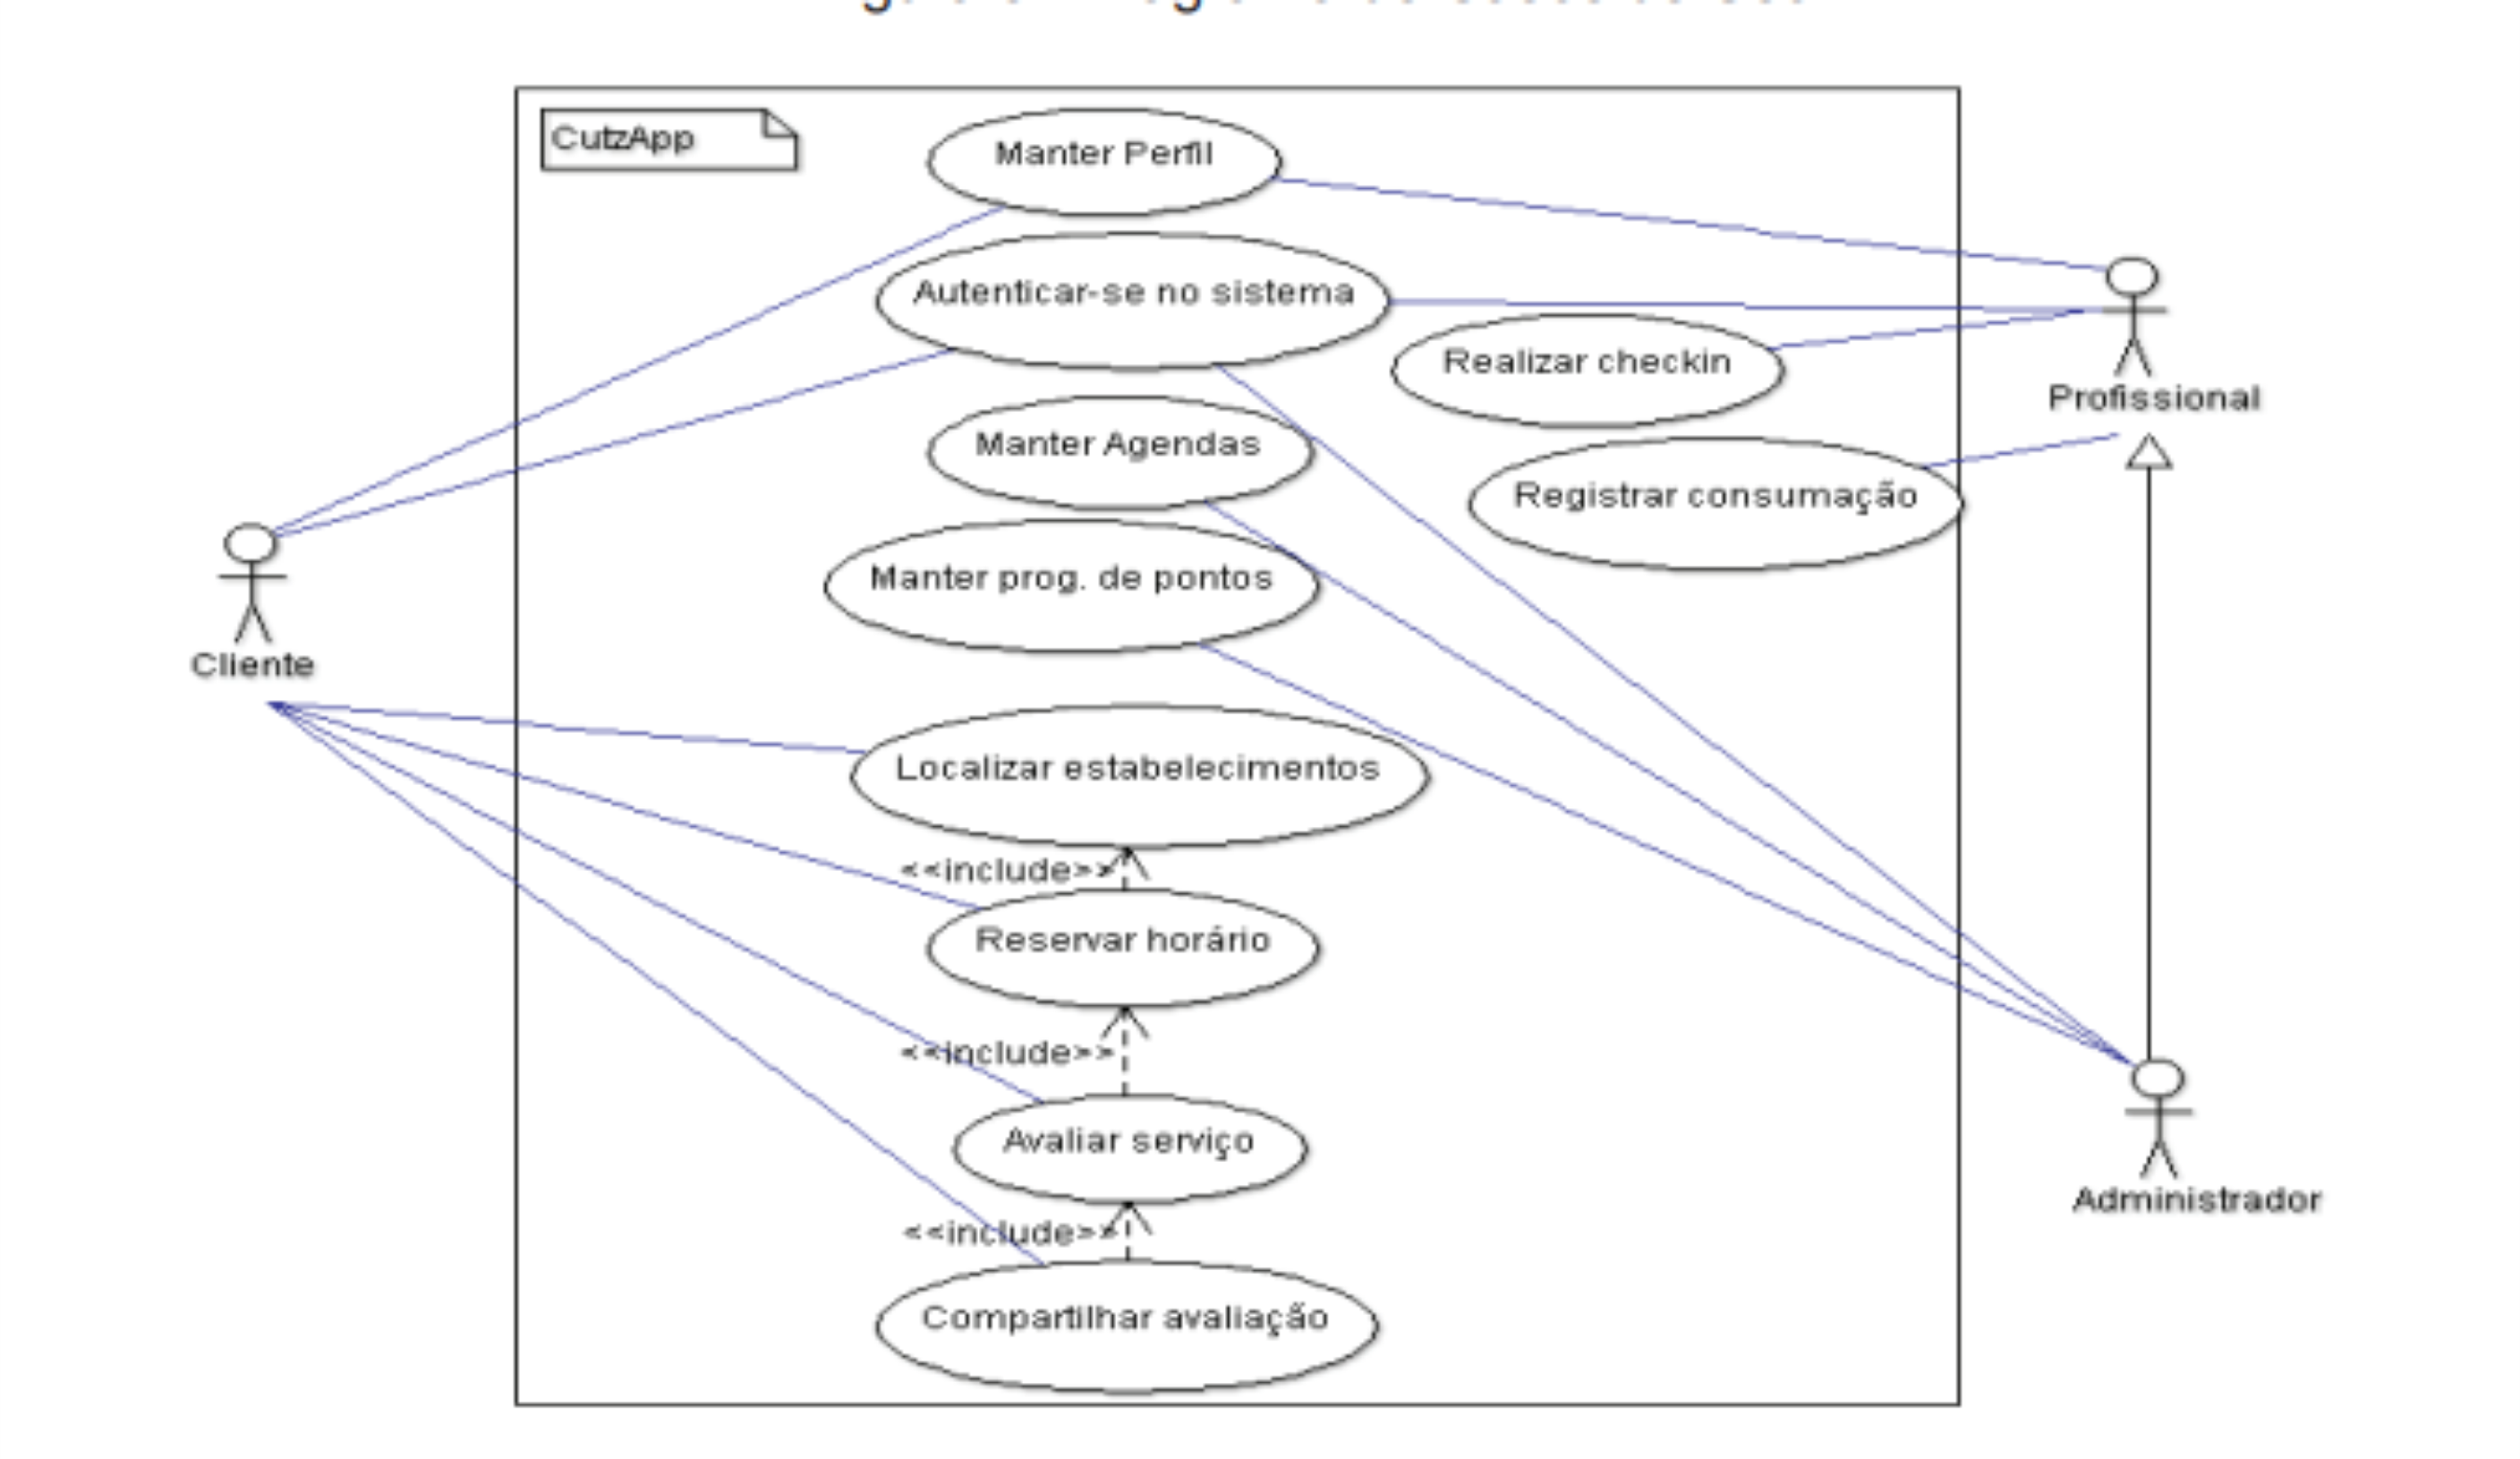 CutzApp
Manter Perfil
Autenticar-se no sistema
Realizar checkin
Profissional
Manter Agendas
Registrar consumação
Manter prog. de pontos
Cliente
Localizar estabelecimentos
<<include>>
Reservar horário
<<include>>
Avaliar serviço
Administrador
<<include>>
Compartilhar avaliação